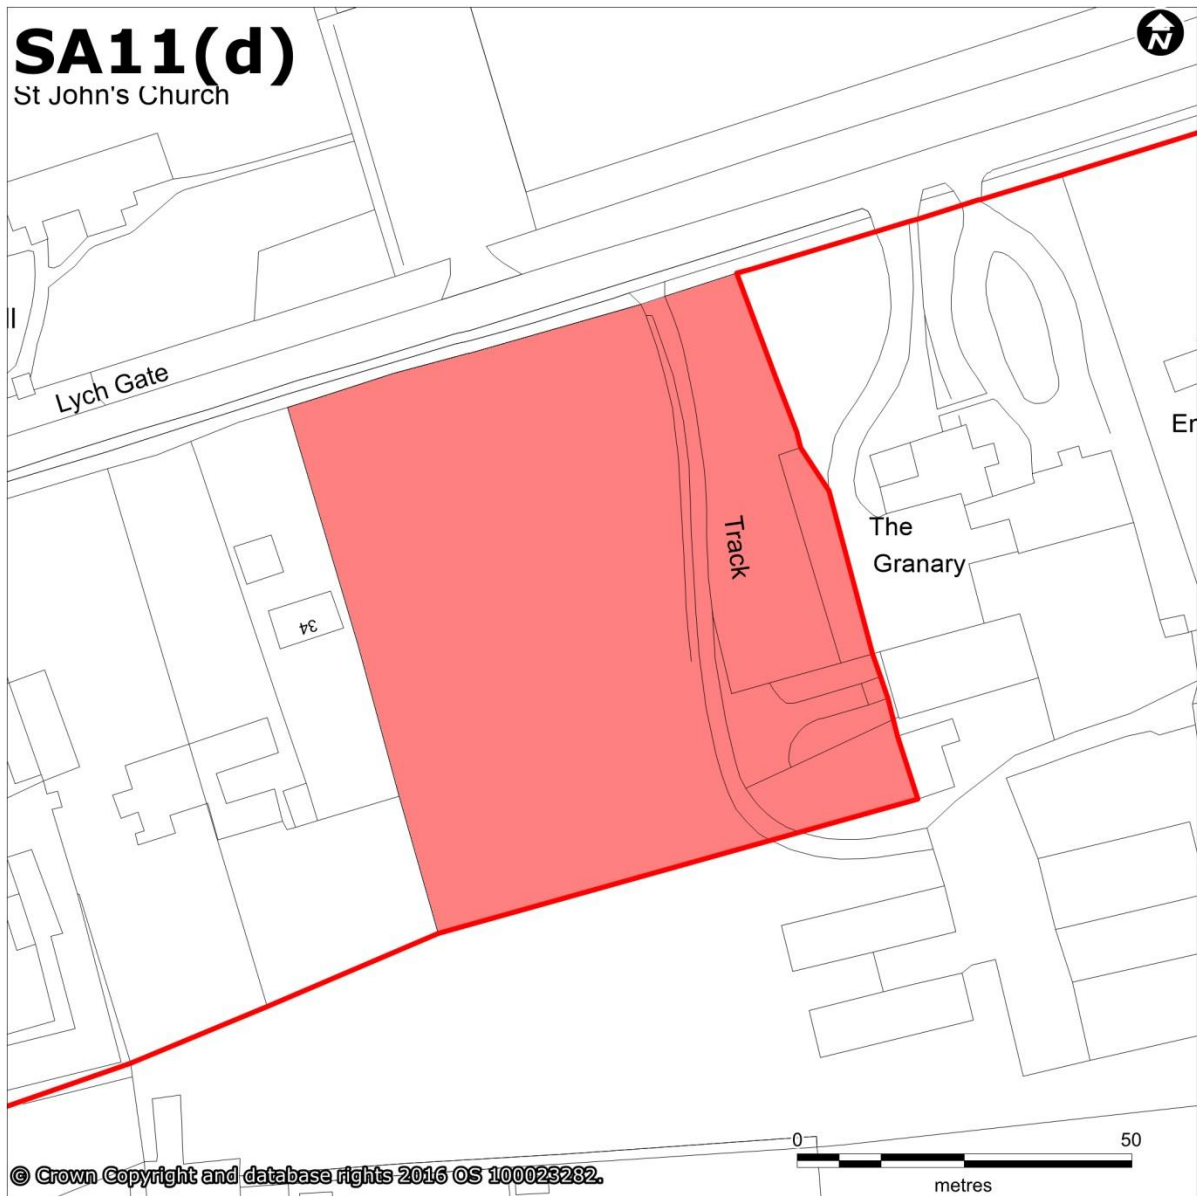 SA11(d)
St John's Church
N
Lych Gate
34
Track
The
Granary
0 50
metres
© Crown Copyright and database rights 2016 OS 100023282.